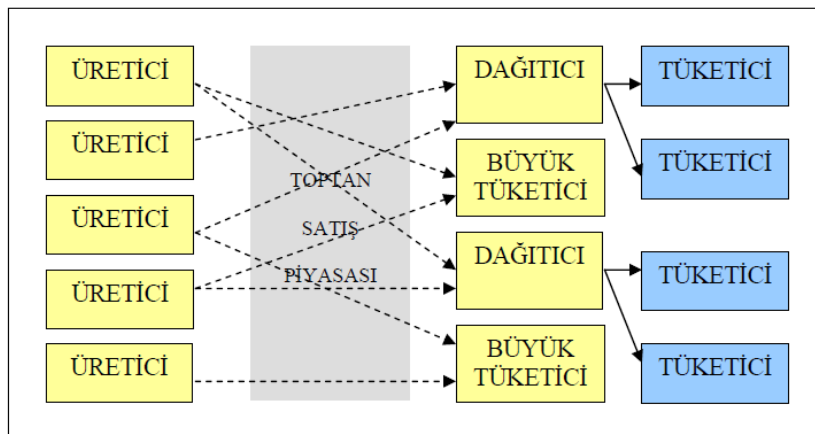 ÜRETİCİ
ÜRETİCİ
ÜRETİCİ
ÜRETİCİ
ÜRETİCİ
TOPTAN
SATIŞ
PİYASASI
DAĞITICI
BÜYÜK
TÜKETİCİ
DAĞITICI
BÜYÜK
TÜKETİCİ
TÜKETİCİ
TÜKETİCİ
TÜKETİCİ
TÜKETİCİ